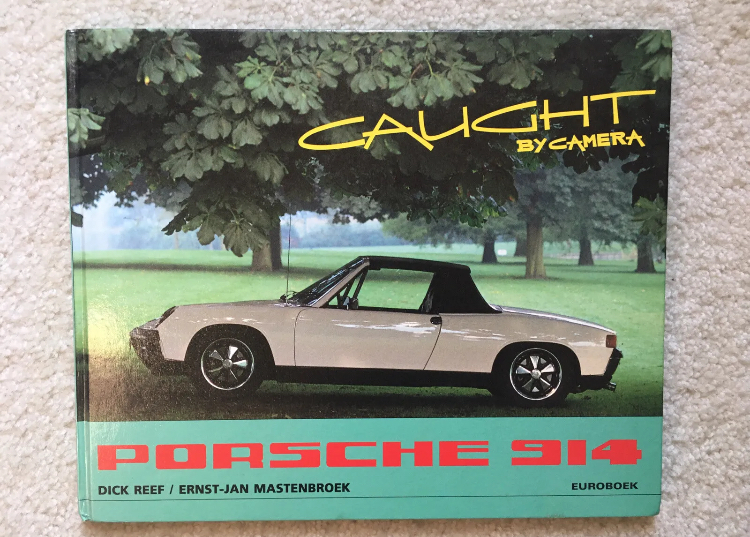 CAUGHT
BY CAMERA
PORSCHE 914
DICK REEF / ERNST-JAN MASTENBROEK
EUROBOEK